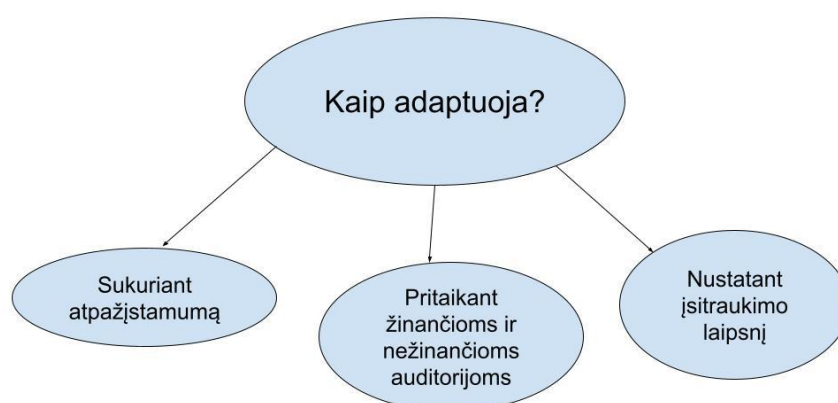 Kaip adaptuoja?
Sukuriant
atpažįstamumą
Pritaikant
žinančioms ir
nežinančioms
auditorijoms
Nustatant
įsitraukimo
laipsnį